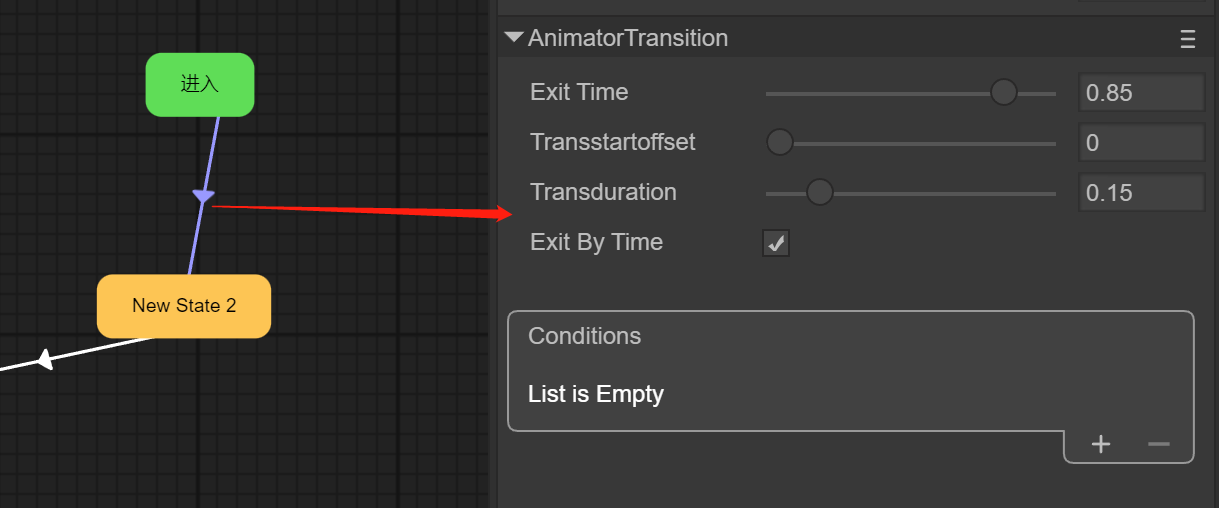 进入
New State 2
AnimatorTransition
Exit Time
0.85
Transstartoffset
0
Transduration
0.15
Exit By Time
Conditions
List is Empty